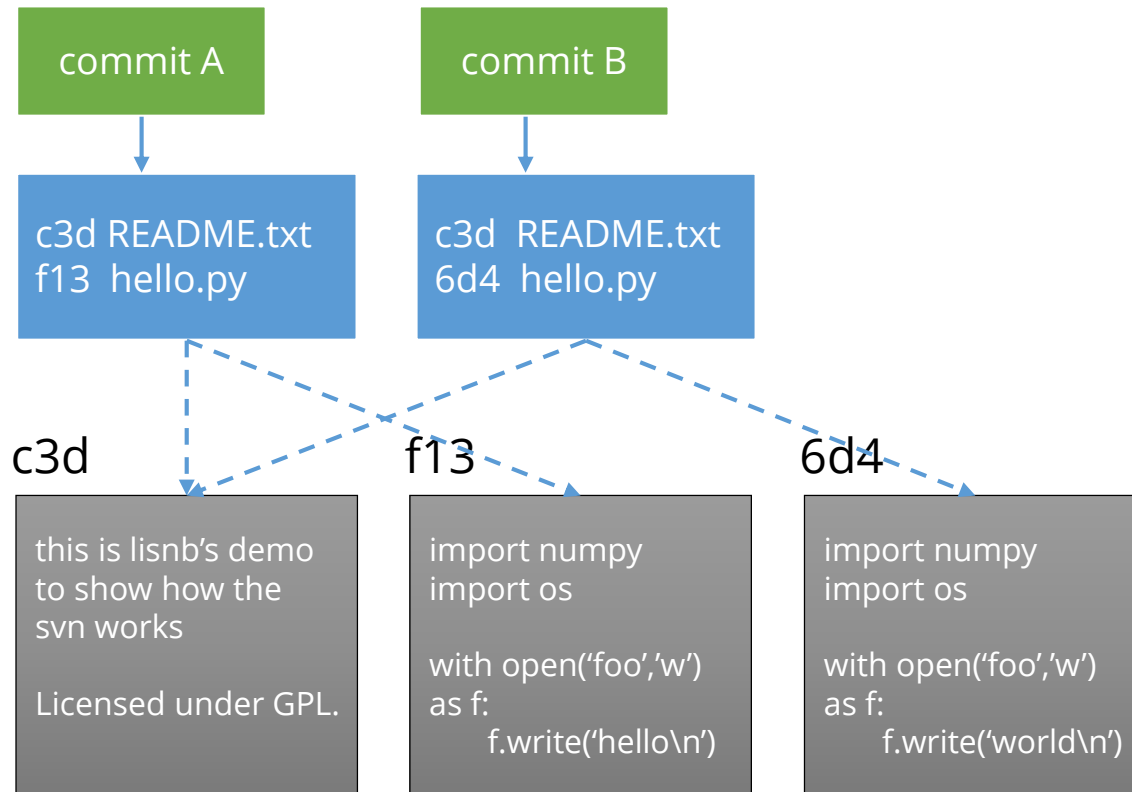 commit A
commit B
c3d README.txt
f13 hello.py
c3d README.txt
6d4 hello.py
c3d
f13
6d4
this is lisnb’s demo
to show how the
svn works
Licensed under GPL.
import numpy
import os
with open(‘foo’,’w’)
as f:
f.write(‘hello\n’)
import numpy
import os
with open(‘foo’,’w’)
as f:
f.write(‘world\n’)